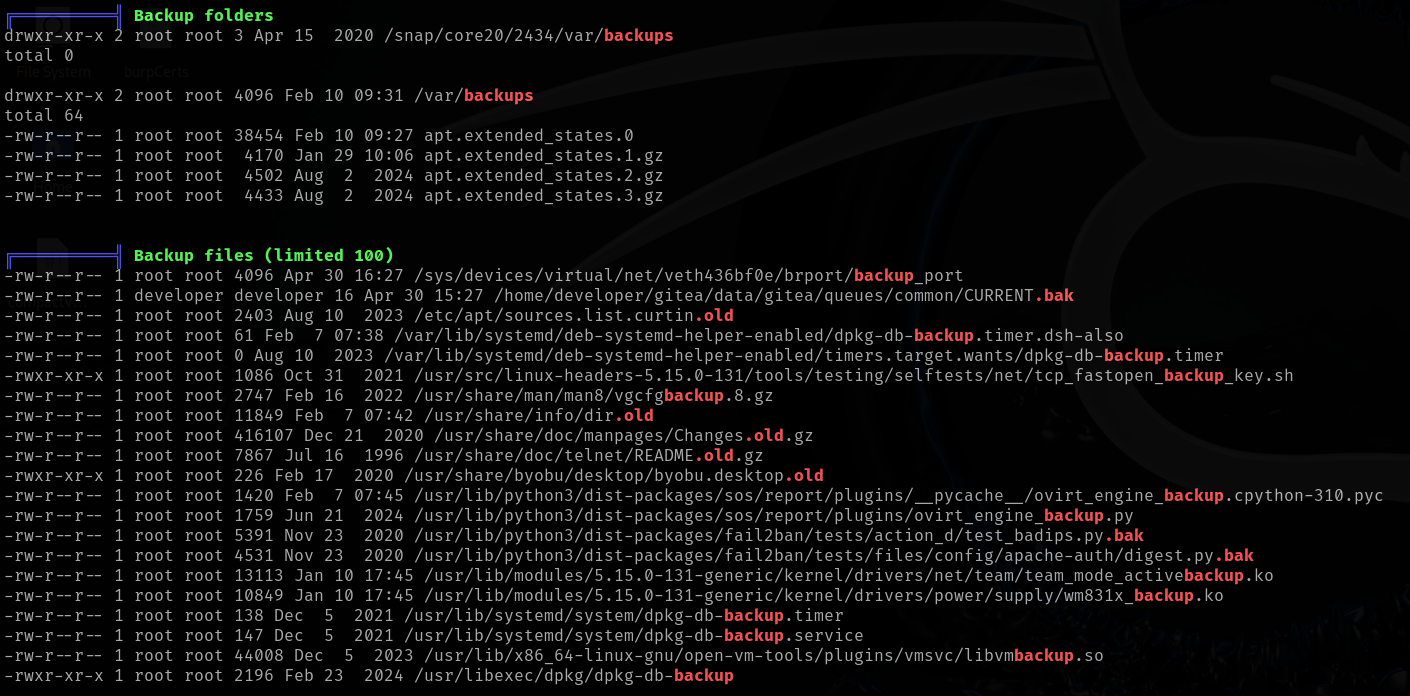 Backup folders
drwxr-xr-x 2 root root 3 Apr 15  2020 /snap/core20/2434/var/backups
total 0
File System burpCerts
drwxr-xr-x 2 root root 4096 Feb 10 09:31 /var/backups
total 64
-rw-r--r-- 1 root root 38454 Feb 10 09:27 apt.extended_states.0
-rw-r--r-- 1 root root  4170 Jan 29 10:06 apt.extended_states.1.gz
-rw-r--r-- 1 root root  4502 Aug  2  2024 apt.extended_states.2.gz
Home
-rw-r--r-- 1 root root  4433 Aug  2  2024 apt.extended_states.3.gz
Backup files (limited 100)
-rw-r--r-- 1 root root 4096 Apr 30 16:27 /sys/devices/virtual/net/veth436bf0e/brport/backup_port
-rw-r--r-- 1 developer developer 16 Apr 30 15:27 /home/developer/gitea/data/gitea/queues/common/CURRENT.bak
-rw-r--r-- 1 root root 2403 Aug 10  2023 /etc/apt/sources.list.curtin.old
-rw-r--r-- 1 root root 61 Feb  7 07:38 /var/lib/systemd/deb-systemd-helper-enabled/dpkg-db-backup.timer.dsh-also
-rw-r--r-- 1 root root 0 Aug 10  2023 /var/lib/systemd/deb-systemd-helper-enabled/timers.target.wants/dpkg-db-backup.timer
-rwxr-xr-x 1 root root 1086 Oct 31  2021 /usr/src/linux-headers-5.15.0-131/tools/testing/selftests/net/tcp_fastopen_backup_key.sh
-rw-r--r-- 1 root root 2747 Feb 16  2022 /usr/share/man/man8/vgcfgbackup.8.gz
-rw-r--r-- 1 root root 11849 Feb  7 07:42 /usr/share/info/dir.old
-rw-r--r-- 1 root root 416107 Dec 21  2020 /usr/share/doc/manpages/Changes.old.gz
-rw-r--r-- 1 root root 7867 Jul 16  1996 /usr/share/doc/telnet/README.old.gz
-rwxr-xr-x 1 root root 226 Feb 17  2020 /usr/share/byobu/desktop/byobu.desktop.old
-rw-r--r-- 1 root root 1420 Feb  7 07:45 /usr/lib/python3/dist-packages/sos/report/plugins/__pycache__/ovirt_engine_backup.cpython-310.pyc
-rw-r--r-- 1 root root 1759 Jun 21  2024 /usr/lib/python3/dist-packages/sos/report/plugins/ovirt_engine_backup.py
-rw-r--r-- 1 root root 5391 Nov 23  2020 /usr/lib/python3/dist-packages/fail2ban/tests/action_d/test_badips.py.bak
-rw-r--r-- 1 root root 4531 Nov 23  2020 /usr/lib/python3/dist-packages/fail2ban/tests/files/config/apache-auth/digest.py.bak
-rw-r--r-- 1 root root 13113 Jan 10 17:45 /usr/lib/modules/5.15.0-131-generic/kernel/drivers/net/team/team_mode_activebackup.ko
-rw-r--r-- 1 root root 10849 Jan 10 17:45 /usr/lib/modules/5.15.0-131-generic/kernel/drivers/power/supply/wm831x_backup.ko
-rw-r--r-- 1 root root 138 Dec  5  2021 /usr/lib/systemd/system/dpkg-db-backup.timer
-rw-r--r-- 1 root root 147 Dec  5  2021 /usr/lib/systemd/system/dpkg-db-backup.service
-rw-r--r-- 1 root root 44008 Dec  5  2023 /usr/lib/x86_64-linux-gnu/open-vm-tools/plugins/vmsvc/libvmbackup.so
-rwxr-xr-x 1 root root 2196 Feb 23  2024 /usr/libexec/dpkg/dpkg-db-backup